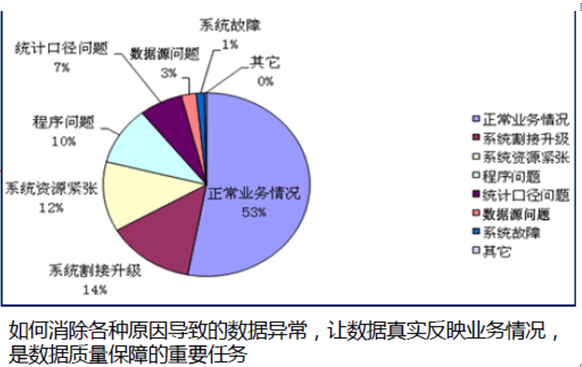 系统故障
1%
统计口径问题
7%
数据源问题
3%
其它
0%
程序问题
10%
系统资源紧张
12%
系统割接升级
14%
正常业务情况
53%
正常业务情况
系统割接升级
系统资源紧张
程序问题
统计口径问题
数据源问题
系统故障
其它
如何消除各种原因导致的数据异常，让数据真实反映业务情况，
是数据质量保障的重要任务